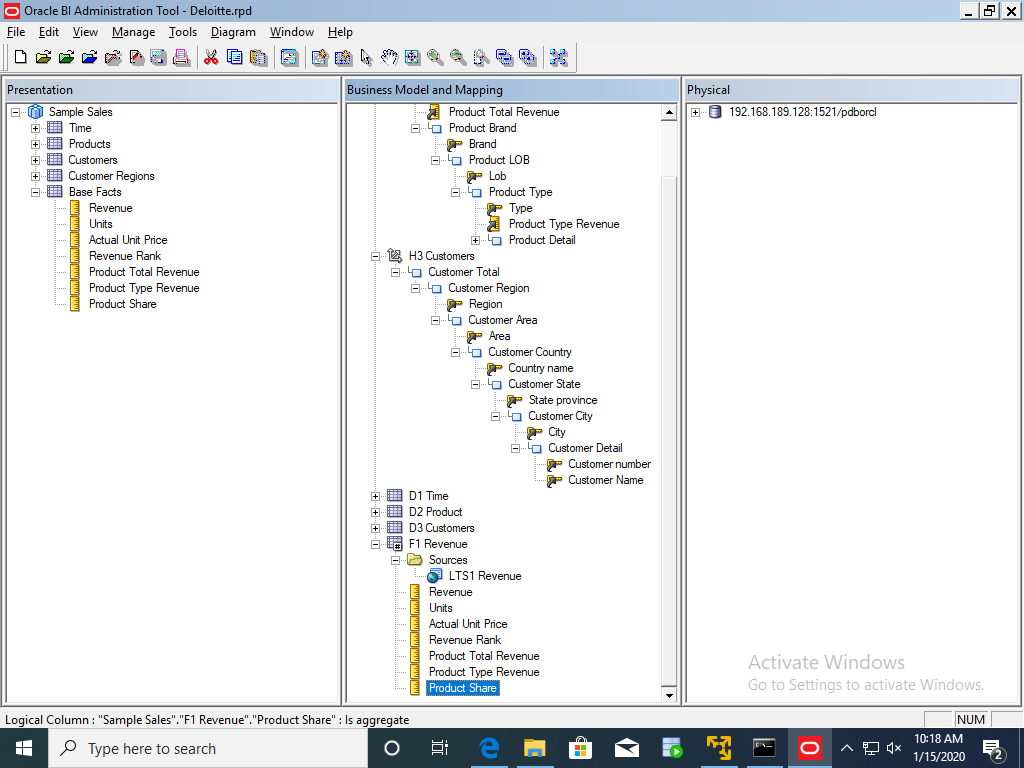 Oracle BI Administration Tool - Deloitte.rpd
File Edit View Manage Tools Diagram Window Help
Presentation
Sample Sales
Time
Products
Customers
Customer Regions
Base Facts
Revenue
Units
Actual Unit Price
Revenue Rank
Product Total Revenue
Product Type Revenue
Product Share
Business Model and Mapping
Product Total Revenue
Product Brand
Brand
Product LOB
Lob
Product Type
Type
Product Type Revenue
Product Detail
H3 Customers
Customer Total
Customer Region
Region
Customer Area
Area
Customer Country
Country name
Customer State
State province
Customer City
City
Customer Detail
Customer number
Customer Name
D1 Time
D2 Product
D3 Customers
F1 Revenue
Sources
LTS1 Revenue
Revenue
Units
Actual Unit Price
Revenue Rank
Product Total Revenue
Product Type Revenue
Product Share
Physical
192.168.189.128:1521/pdborcl
Activate Windows
Go to Settings to activate Windows.
Logical Column : "Sample Sales"."F1 Revenue"."Product Share" : Is aggregate
NUM
Type here to search
10:18 AM
1/15/2020
2